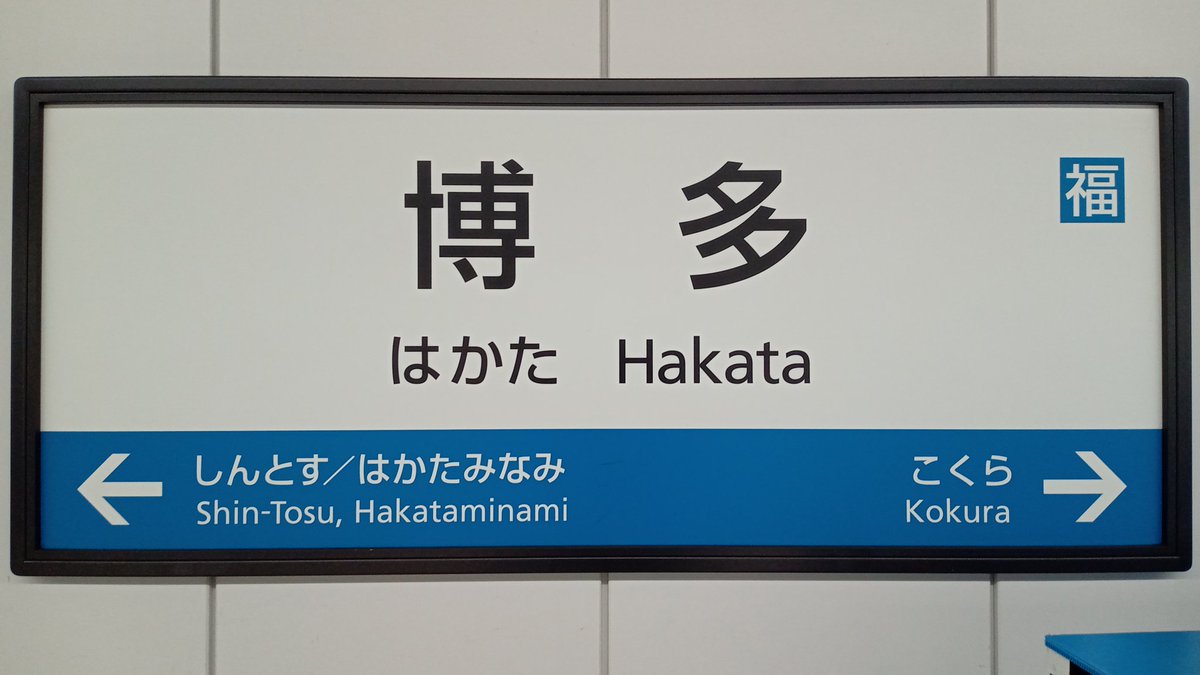 福
博多
はかた Hakata
← しんとす／はかたみなみ
Shin-Tosu, Hakataminami
こくら →
Kokura